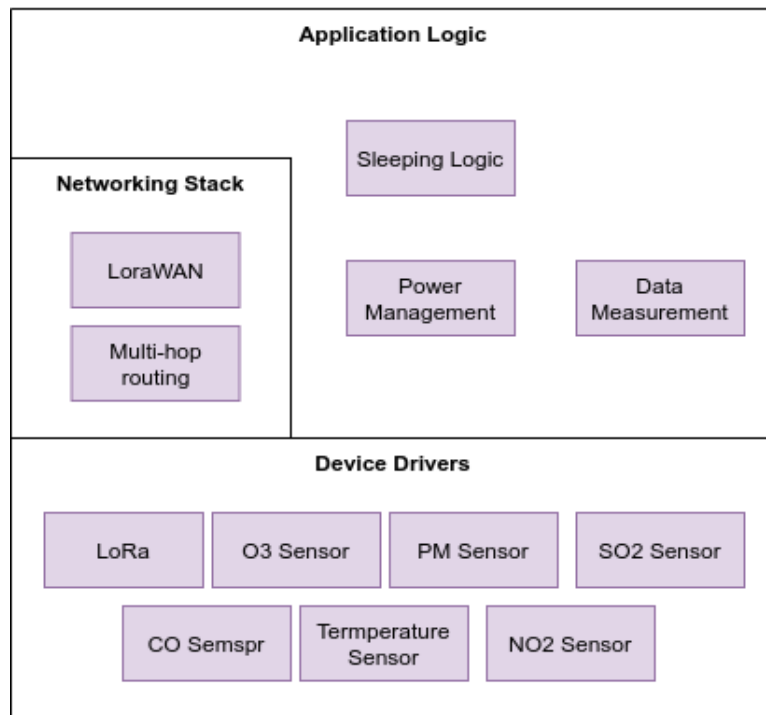 Application Logic
Sleeping Logic
Networking Stack
LoraWAN
Power
Management
Data
Measurement
Multi-hop
routing
Device Drivers
LoRa
O3 Sensor
PM Sensor
SO2 Sensor
CO Semspr
Termperature
Sensor
NO2 Sensor